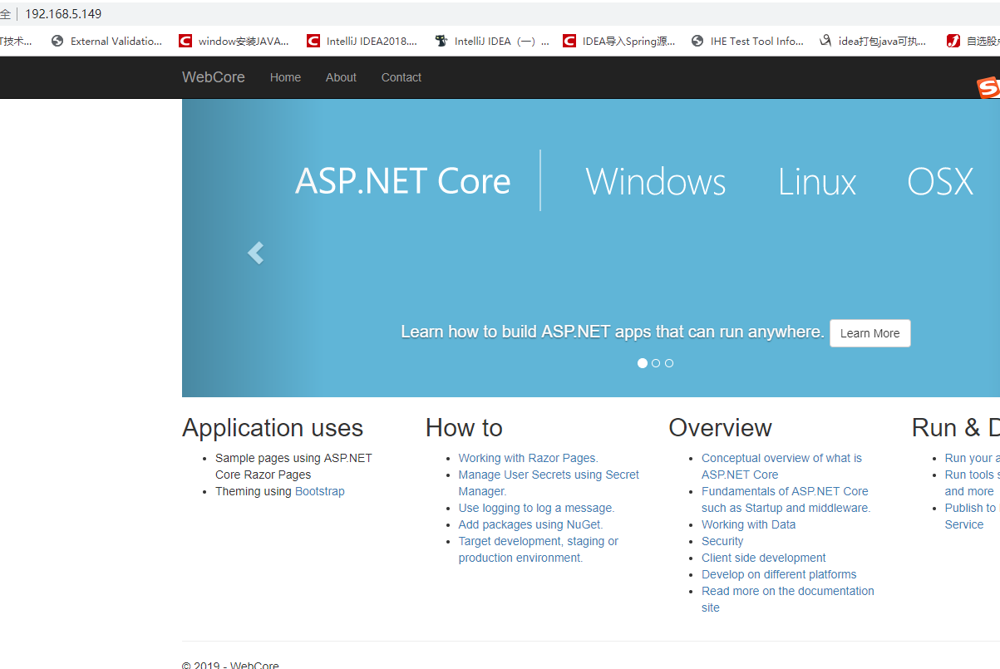 全 | 192.168.5.149
T技术... External Validatio... window安装JAVA... IntelliJ IDEA2018.... IntelliJ IDEA（一）... IDEA导入Spring源... IHE Test Tool Info... idea打包java可执... 自选股
WebCore Home About Contact
ASP.NET Core | Windows Linux OSX
Learn how to build ASP.NET apps that can run anywhere. Learn More
Application uses
Sample pages using ASP.NET
Core Razor Pages
Theming using Bootstrap
How to
Working with Razor Pages.
Manage User Secrets using Secret
Manager.
Use logging to log a message.
Add packages using NuGet.
Target development, staging or
production environment.
Overview
Conceptual overview of what is
ASP.NET Core
Fundamentals of ASP.NET Core
such as Startup and middleware.
Working with Data
Security
Client side development
Develop on different platforms
Read more on the documentation
site
Run & D
Run your a
Run tools s
and more
Publish to
Service
© 2019 - WebCore